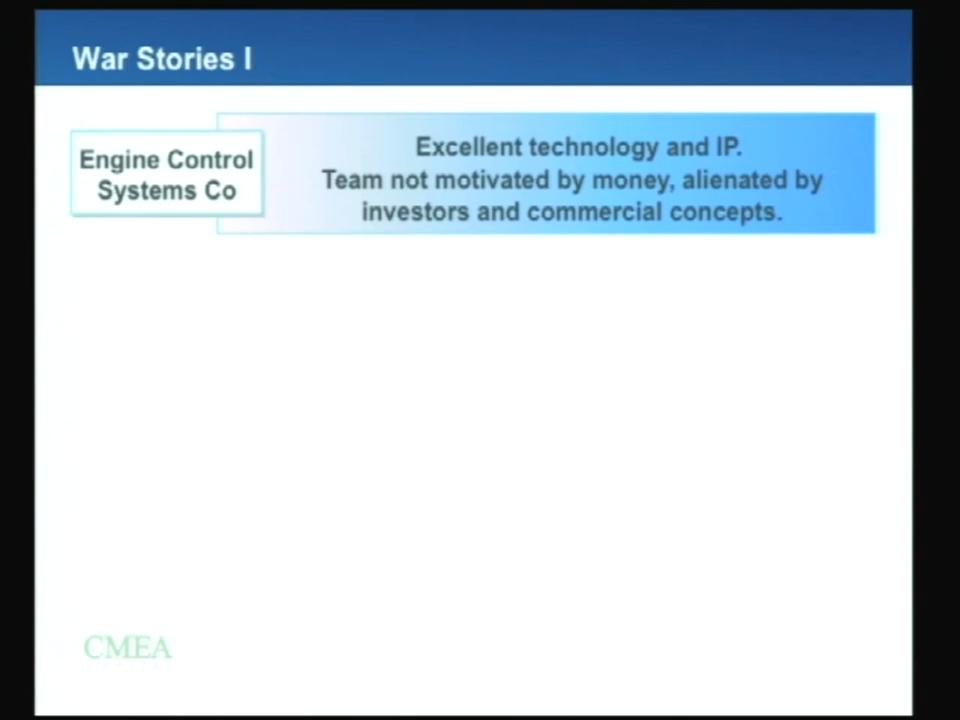 War Stories I
Engine Control
Systems Co
Excellent technology and IP.
Team not motivated by money, alienated by
investors and commercial concepts.
CMEA